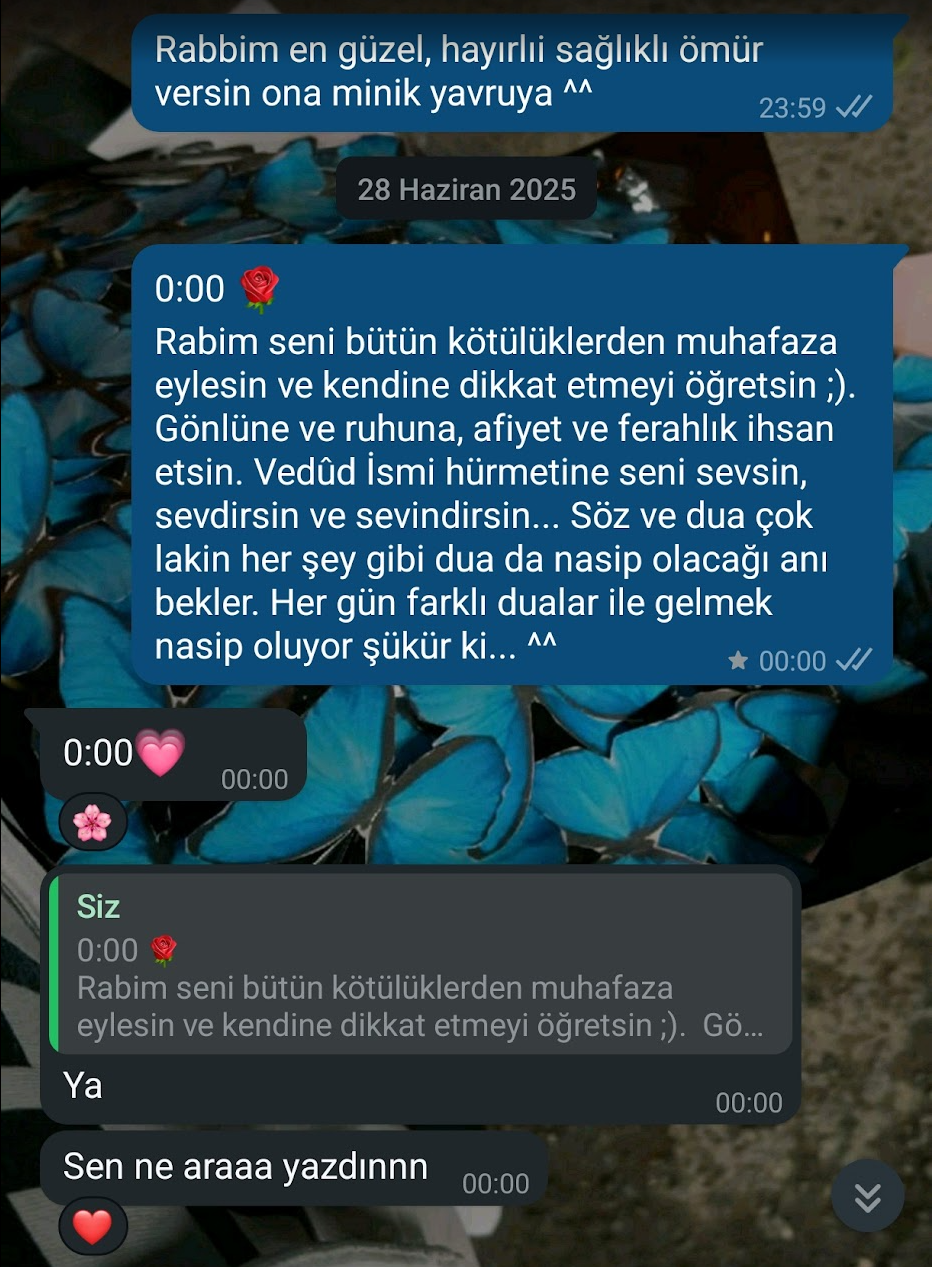 Rabbim en güzel, hayırlıi sağlıklı ömür
versin ona minik yavruya ^^
23:59
28 Haziran 2025
0:00 🌹
Rabim seni bütün kötülüklerden muhafaza
eylesin ve kendine dikkat etmeyi öğretsin ;).
Gönlüne ve ruhuna, afiyet ve ferahlık ihsan
etsin. Vedûd İsmi hürmetine seni sevsin,
sevdirsin ve sevindirsin... Söz ve dua çok
lakin her şey gibi dua da nasip olacağı anı
bekler. Her gün farklı dualar ile gelmek
nasip oluyor şükür ki... ^^
00:00
0:00💗
00:00
🌸
Siz
0:00 🌹
Rabim seni bütün kötülüklerden muhafaza
eylesin ve kendine dikkat etmeyi öğretsin ;).  Gö...
Ya
00:00
Sen ne araaa yazdınnn
00:00
❤️